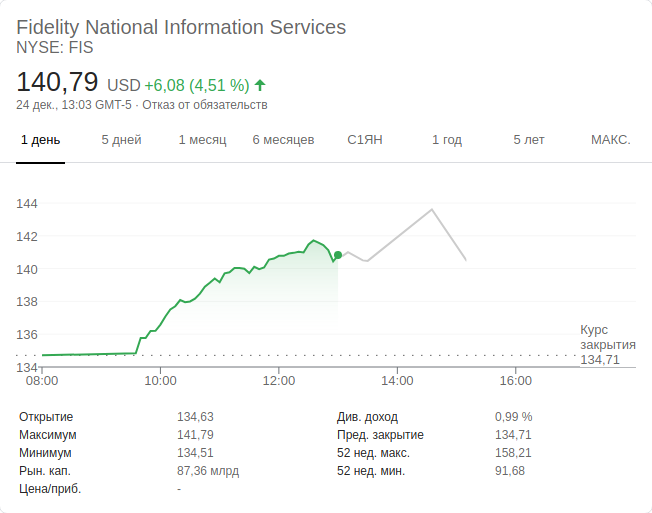 Fidelity National Information Services
NYSE: FIS
140,79 USD +6,08 (4,51 %)
24 дек., 13:03 GMT-5 · Отказ от обязательств
1 день 5 дней 1 месяц 6 месяцев С1ЯН 1 год 5 лет МАКС.
144
142
140
138
136
Курс
закрытия
134,71
134
08:00 10:00 12:00 14:00 16:00
Открытие 134,63 Див. доход 0,99 %
Максимум 141,79 Пред. закрытие 134,71
Минимум 134,51 52 нед. макс. 158,21
Рын. кап. 87,36 млрд 52 нед. мин. 91,68
Цена/приб. -